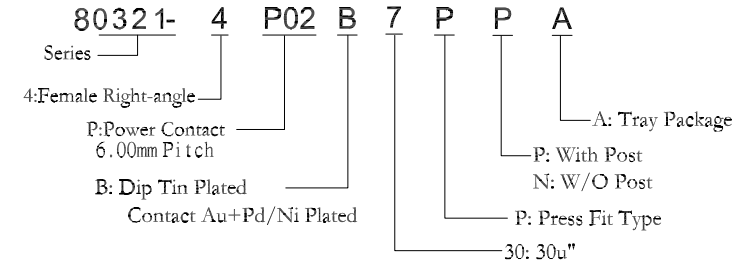 80321- 4 P02 B 7 P P A
Series
4:Female Right-angle
P:Power Contact
6.00mm Pitch
A: Tray Package
P: With Post
N: W/O Post
B: Dip Tin Plated
Contact Au+Pd/Ni Plated
P: Press Fit Type
30: 30u"